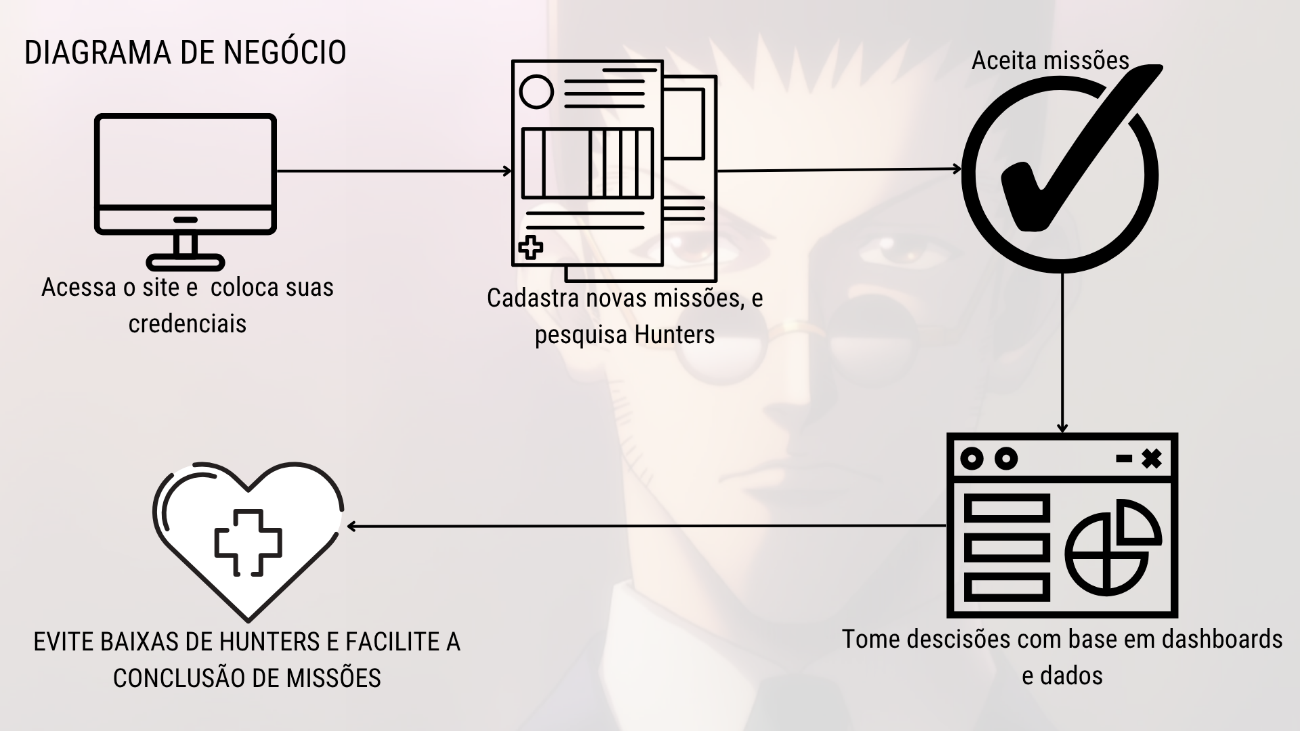 DIAGRAMA DE NEGÓCIO
Aceita missões
Acessa o site e  coloca suas
credenciais
Cadastra novas missões, e
pesquisa Hunters
EVITE BAIXAS DE HUNTERS E FACILITE A
CONCLUSÃO DE MISSÕES
Tome descisões com base em dashboards
e dados